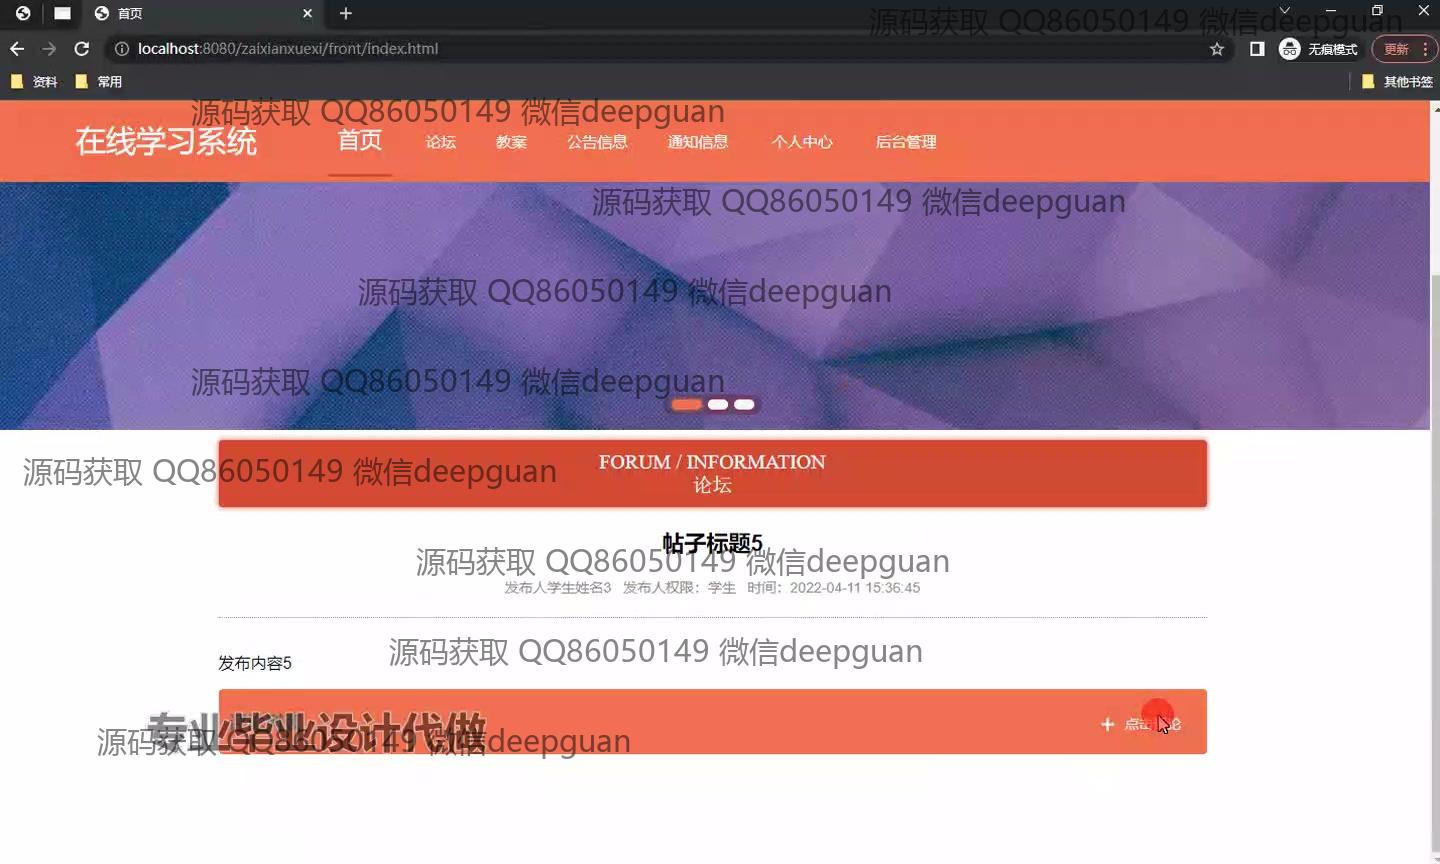 首页
localhost:8080/zaixianxuexi/front/index.html
无痕模式
更新
资料
常用
其他书签
源码获取 QQ86050149 微信deepguan
源码获取 QQ86050149 微信deepguan
在线学习系统
首页
论坛
教案
公告信息
通知信息
个人中心
后台管理
源码获取 QQ86050149 微信deepguan
源码获取 QQ86050149 微信deepguan
源码获取 QQ86050149 微信deepguan
源码获取 QQ86050149 微信deepguan
FORUM / INFORMATION
论坛
帖子标题5
源码获取 QQ86050149 微信deepguan
发布人学生姓名3 发布人权限：学生 时间：2022-04-11 15:36:45
源码获取 QQ86050149 微信deepguan
发布内容5
专业毕业设计代做
源码获取 QQ86050149 微信deepguan